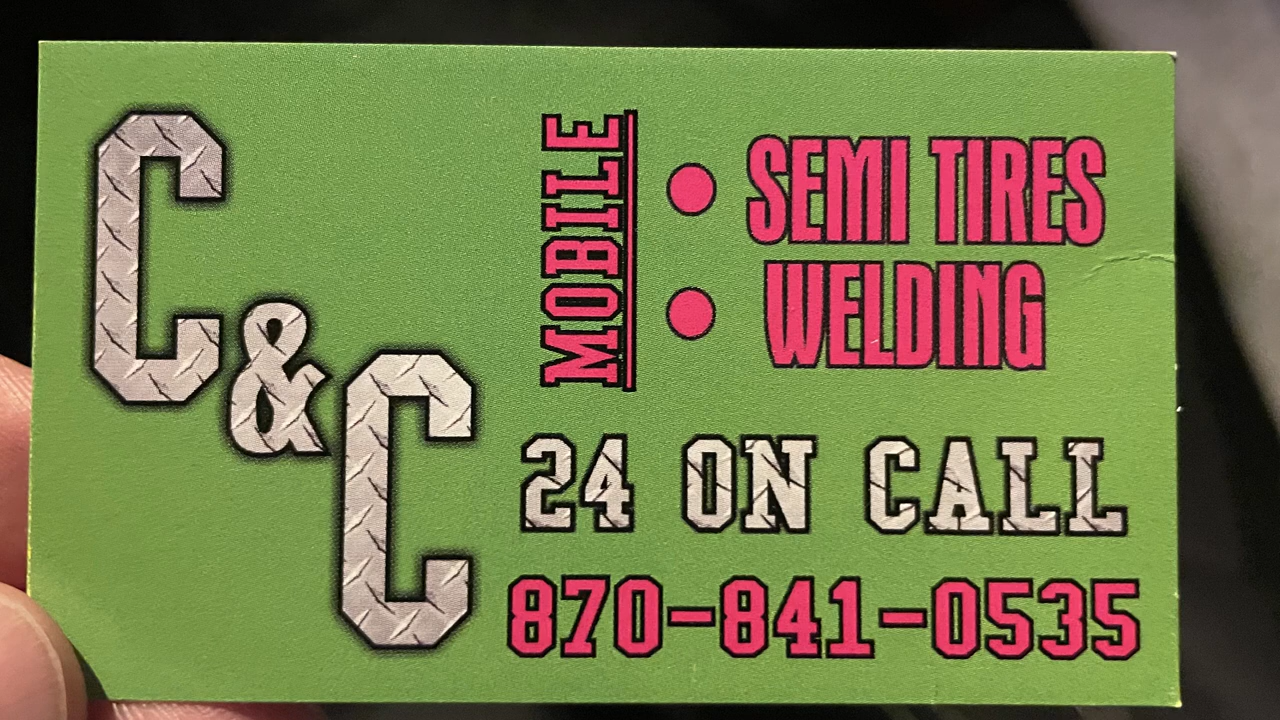 C&C
MOBILE
• SEMI TIRES
• WELDING
24 ON CALL
870-841-0535